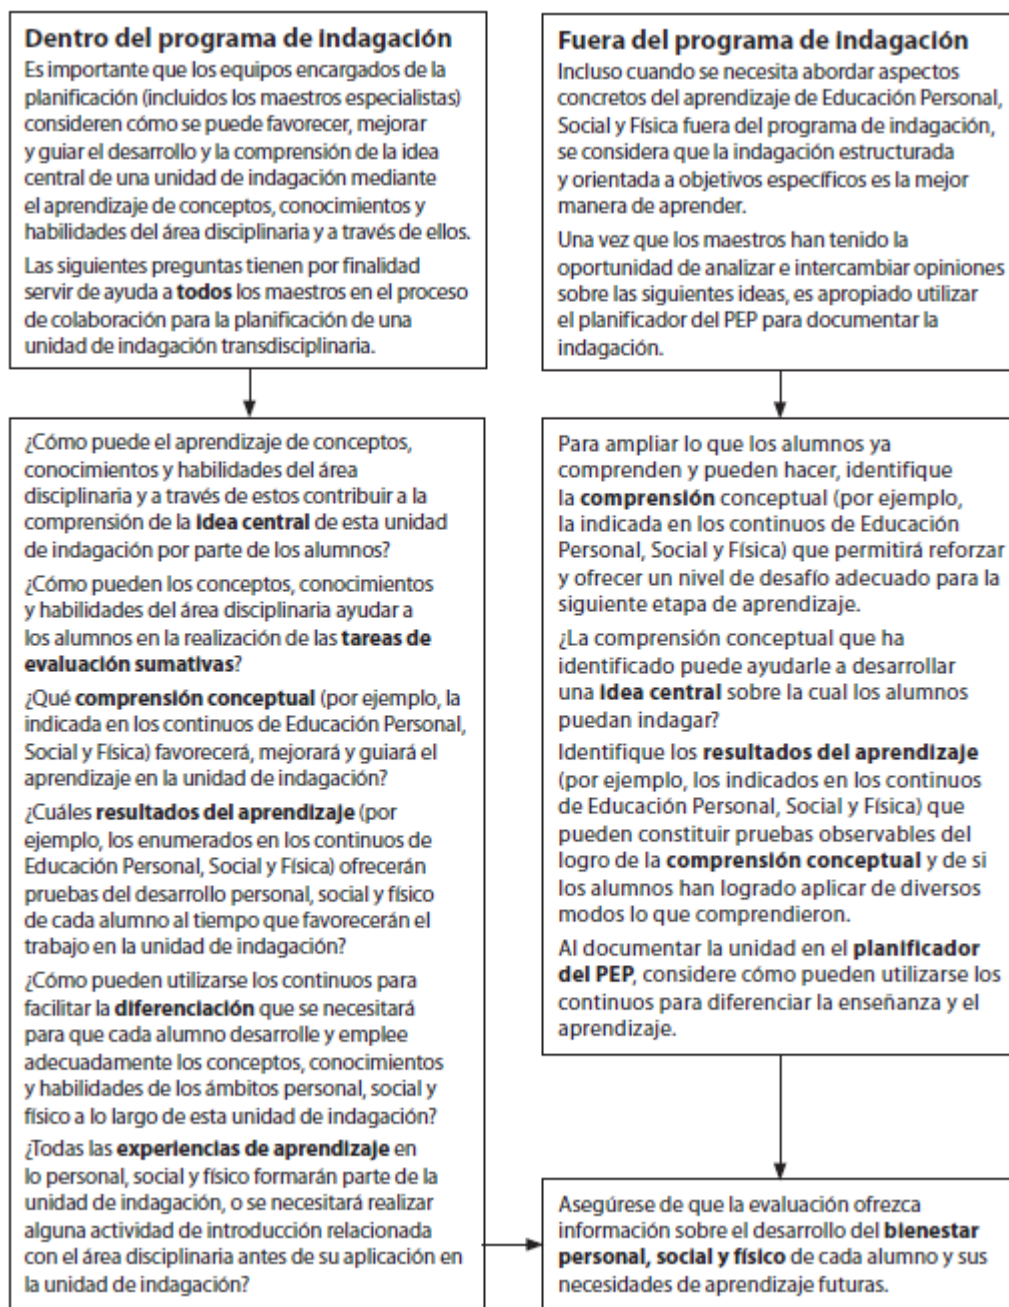 Dentro del programa de indagación
Es importante que los equipos encargados de la
planificación (incluidos los maestros especialistas)
consideren cómo se puede favorecer, mejorar
y guiar el desarrollo y la comprensión de la idea
central de una unidad de indagación mediante
el aprendizaje de conceptos, conocimientos y
habilidades del área disciplinaria y a través de ellos.
Las siguientes preguntas tienen por finalidad
servir de ayuda a todos los maestros en el proceso
de colaboración para la planificación de una
unidad de indagación transdisciplinaria.
¿Cómo puede el aprendizaje de conceptos,
conocimientos y habilidades del área
disciplinaria y a través de estos contribuir a la
comprensión de la idea central de esta unidad
de indagación por parte de los alumnos?
¿Cómo pueden los conceptos, conocimientos
y habilidades del área disciplinaria ayudar a
los alumnos en la realización de las tareas de
evaluación sumativas?
¿Qué comprensión conceptual (por ejemplo, la
indicada en los continuos de Educación Personal,
Social y Física) favorecerá, mejorará y guiará el
aprendizaje en la unidad de indagación?
¿Cuáles resultados del aprendizaje (por
ejemplo, los enumerados en los continuos de
Educación Personal, Social y Física) ofrecerán
pruebas del desarrollo personal, social y físico
de cada alumno al tiempo que favorecerán el
trabajo en la unidad de indagación?
¿Cómo pueden utilizarse los continuos para
facilitar la diferenciación que se necesitará
para que cada alumno desarrolle y emplee
adecuadamente los conceptos, conocimientos
y habilidades de los ámbitos personal, social y
físico a lo largo de esta unidad de indagación?
¿Todas las experiencias de aprendizaje en
lo personal, social y físico formarán parte de la
unidad de indagación, o se necesitará realizar
alguna actividad de introducción relacionada
con el área disciplinaria antes de su aplicación en
la unidad de indagación?
Fuera del programa de indagación
Incluso cuando se necesita abordar aspectos
concretos del aprendizaje de Educación Personal,
Social y Física fuera del programa de indagación,
se considera que la indagación estructurada
y orientada a objetivos específicos es la mejor
manera de aprender.
Una vez que los maestros han tenido la
oportunidad de analizar e intercambiar opiniones
sobre las siguientes ideas, es apropiado utilizar
el planificador del PEP para documentar la
indagación.
Para ampliar lo que los alumnos ya
comprenden y pueden hacer, identifique
la comprensión conceptual (por ejemplo,
la indicada en los continuos de Educación
Personal, Social y Física) que permitirá reforzar
y ofrecer un nivel de desafío adecuado para la
siguiente etapa de aprendizaje.
¿La comprensión conceptual que ha
identificado puede ayudarle a desarrollar
una idea central sobre la cual los alumnos
puedan indagar?
Identifique los resultados del aprendizaje
(por ejemplo, los indicados en los continuos
de Educación Personal, Social y Física) que
pueden constituir pruebas observables del
logro de la comprensión conceptual y de si
los alumnos han logrado aplicar de diversos
modos lo que comprendieron.
Al documentar la unidad en el planificador
del PEP, considere cómo pueden utilizarse los
continuos para diferenciar la enseñanza y el
aprendizaje.
Asegúrese de que la evaluación ofrezca
información sobre el desarrollo del bienestar
personal, social y físico de cada alumno y sus
necesidades de aprendizaje futuras.